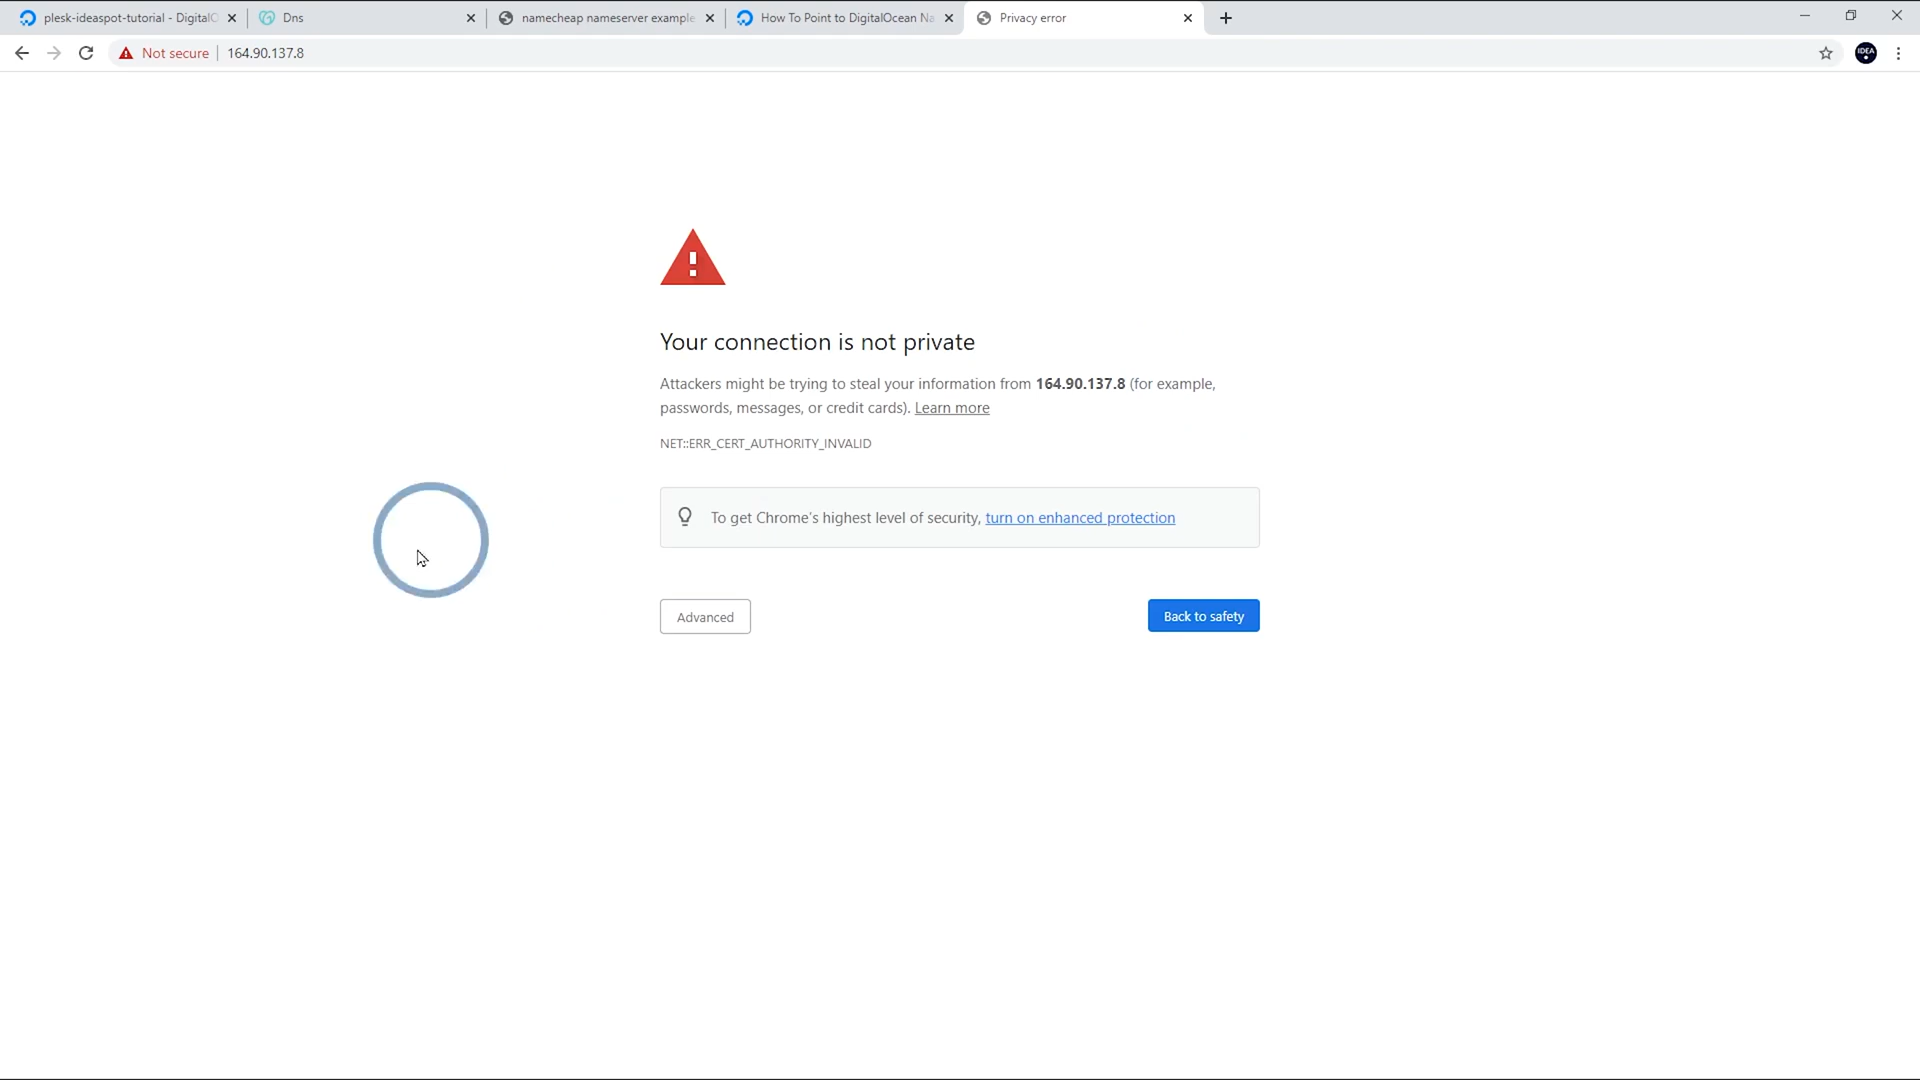 plesk-ideaspot-tutorial - DigitalO
Dns
namecheap nameserver example
How To Point to DigitalOcean Na
Privacy error
Not secure
164.90.137.8
IDEA
Your connection is not private
Attackers might be trying to steal your information from 164.90.137.8 (for example,
passwords, messages, or credit cards). Learn more
NET::ERR_CERT_AUTHORITY_INVALID
To get Chrome's highest level of security, turn on enhanced protection
Advanced
Back to safety